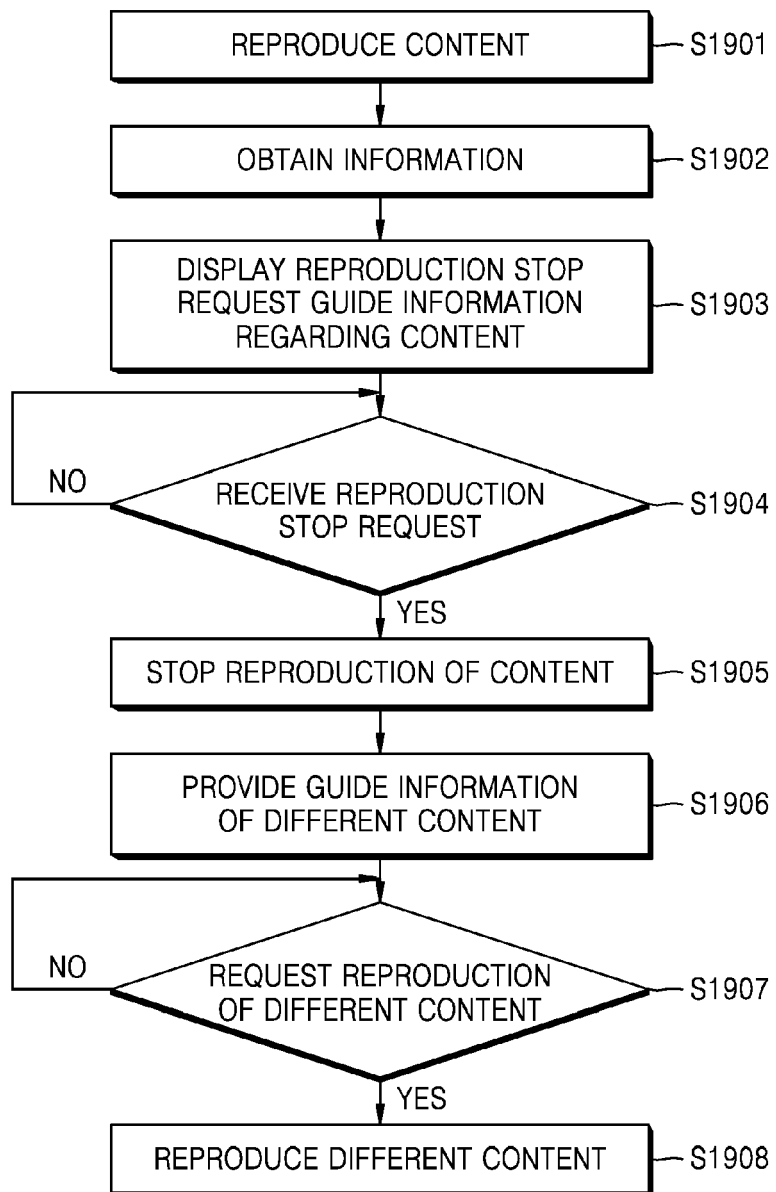 REPRODUCE CONTENT
S1901
OBTAIN INFORMATION
S1902
DISPLAY REPRODUCTION STOP
REQUEST GUIDE INFORMATION
REGARDING CONTENT
S1903
NO
RECEIVE REPRODUCTION
STOP REQUEST
S1904
YES
STOP REPRODUCTION OF CONTENT
S1905
PROVIDE GUIDE INFORMATION
OF DIFFERENT CONTENT
S1906
NO
REQUEST REPRODUCTION
OF DIFFERENT CONTENT
S1907
YES
REPRODUCE DIFFERENT CONTENT
S1908